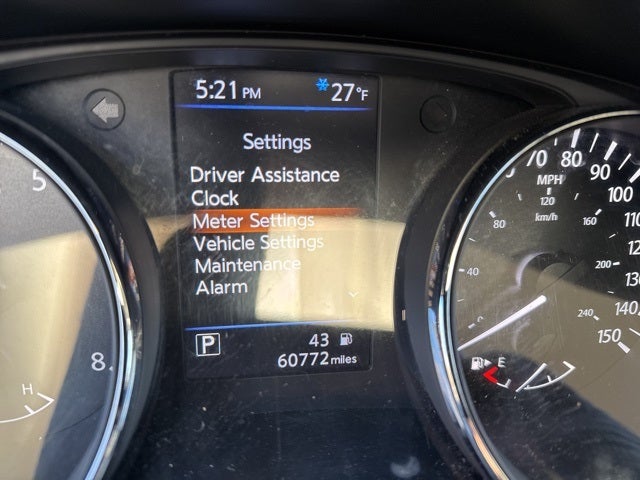 5:21 PM *27°F
Settings
Driver Assistance
Clock
Meter Settings
Vehicle Settings
Maintenance
Alarm
P 43
60772 miles
5
8
H
70 80 90 100 110
MPH
120 160 200 240
km/h
80
40
140
150
E